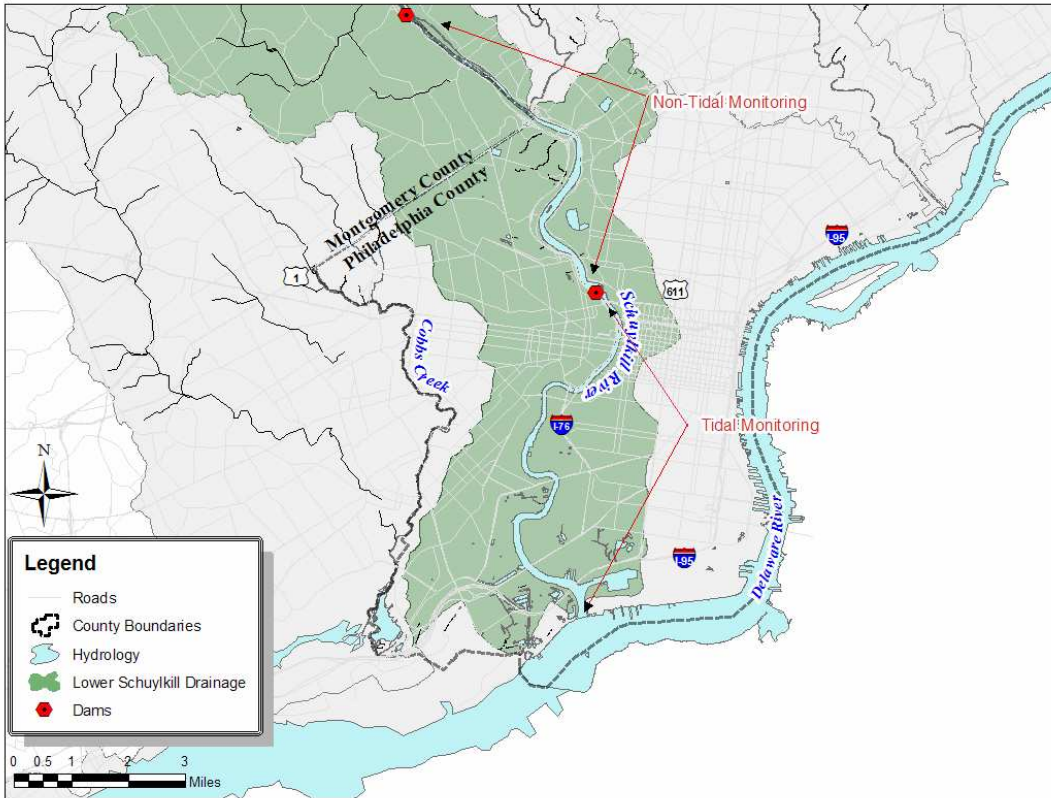 Non-Tidal Monitoring
Montgomery County
Philadelphia County
I-95
1
611
Schuylkill River
Cobbs Creek
I-76
Tidal Monitoring
N
I-95
Delaware River
Legend
Roads
County Boundaries
Hydrology
Lower Schuylkill Drainage
Dams
0 0.5 1 2 3
Miles